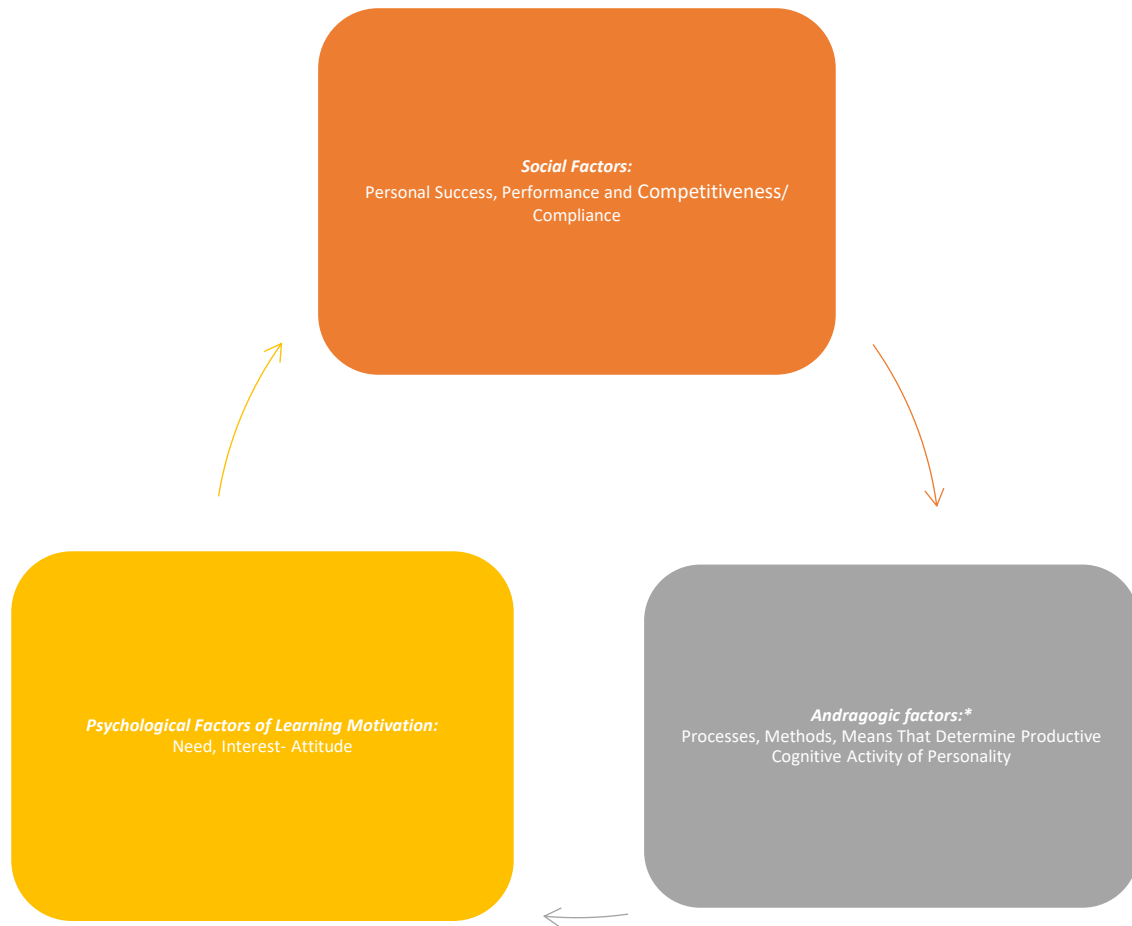 Social Factors:
Personal Success, Performance and Competitiveness/
Compliance
Psychological Factors of Learning Motivation:
Need, Interest- Attitude
Andragogic factors:*
Processes, Methods, Means That Determine Productive
Cognitive Activity of Personality